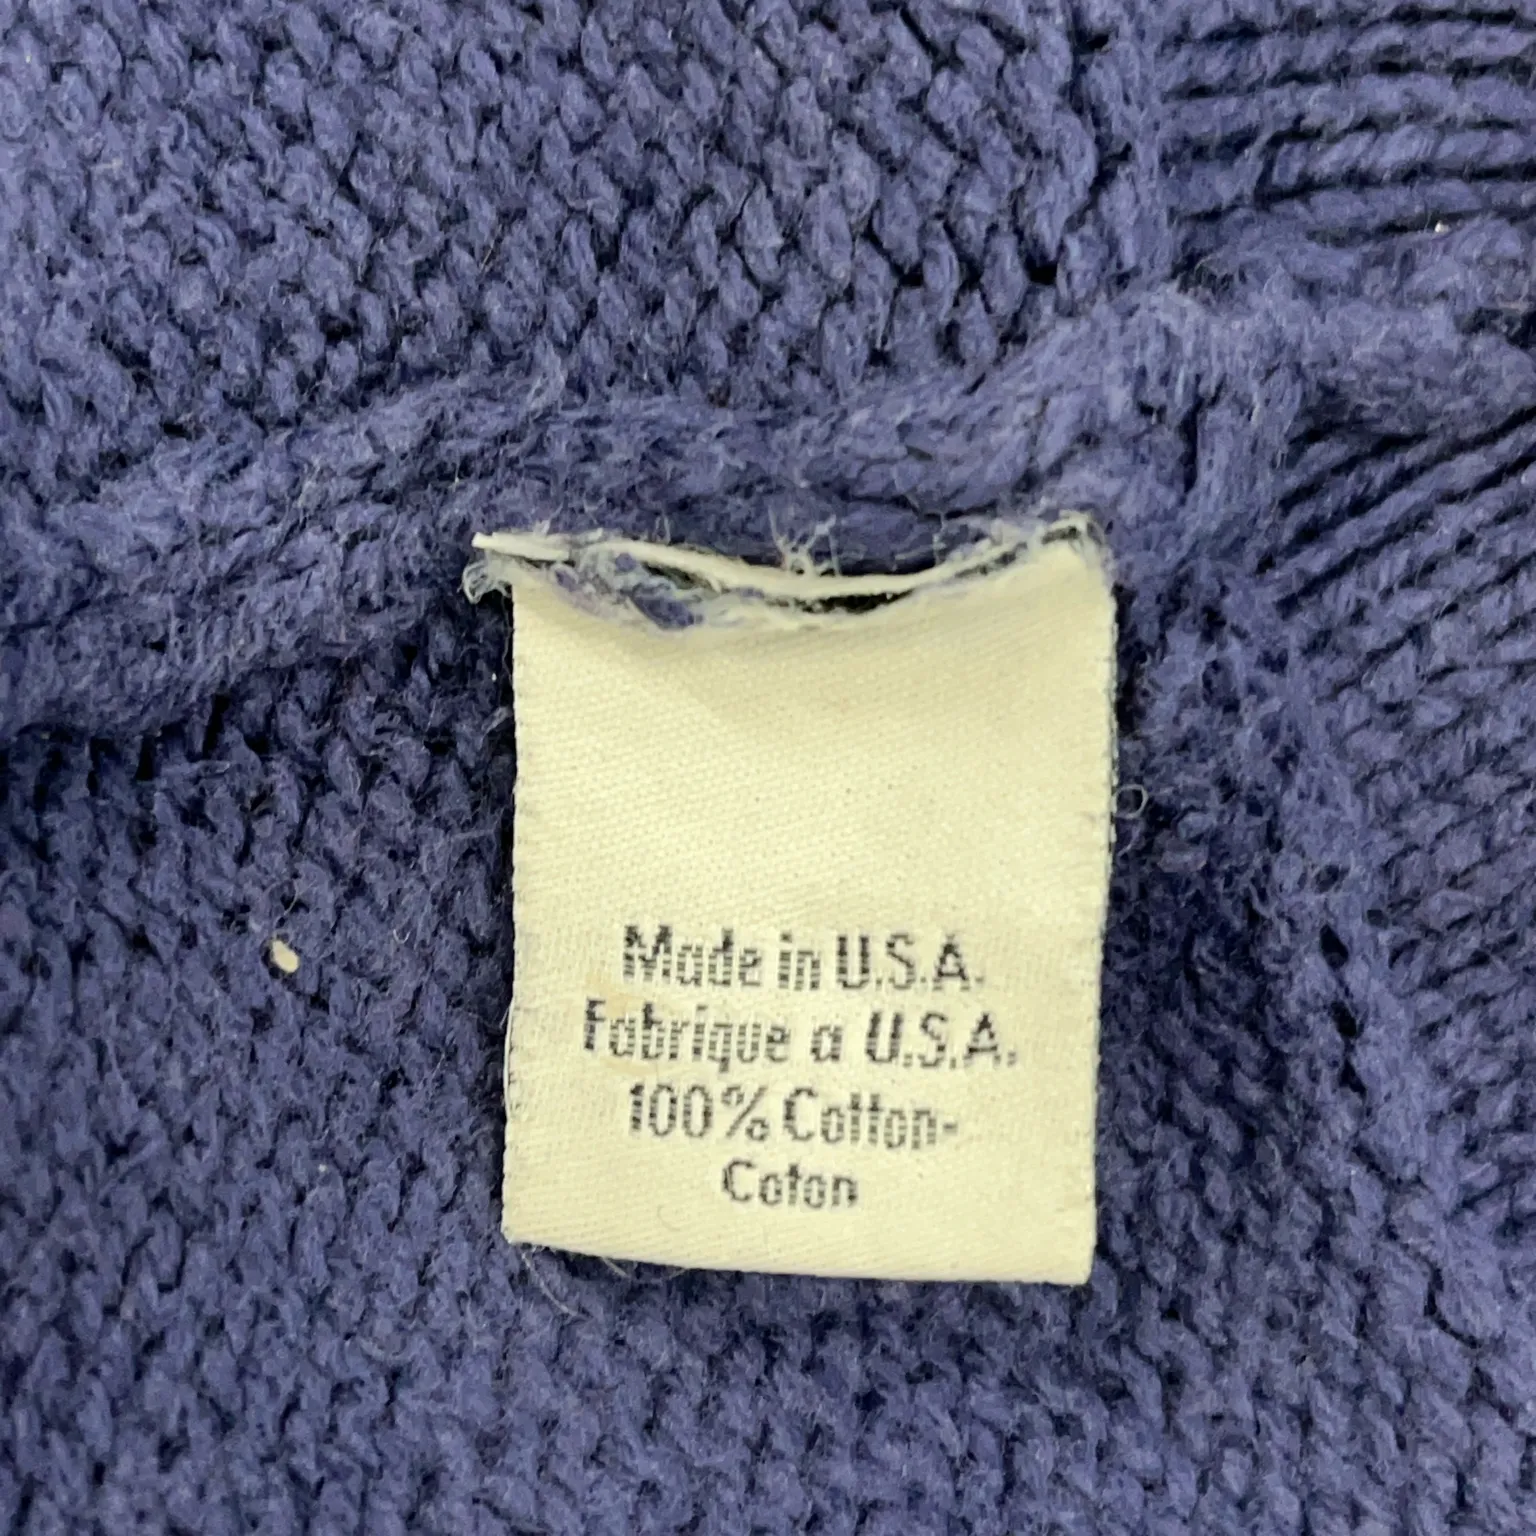 Made in U.S.A.
Fabrique a U.S.A.
100% Cotton-
Coton